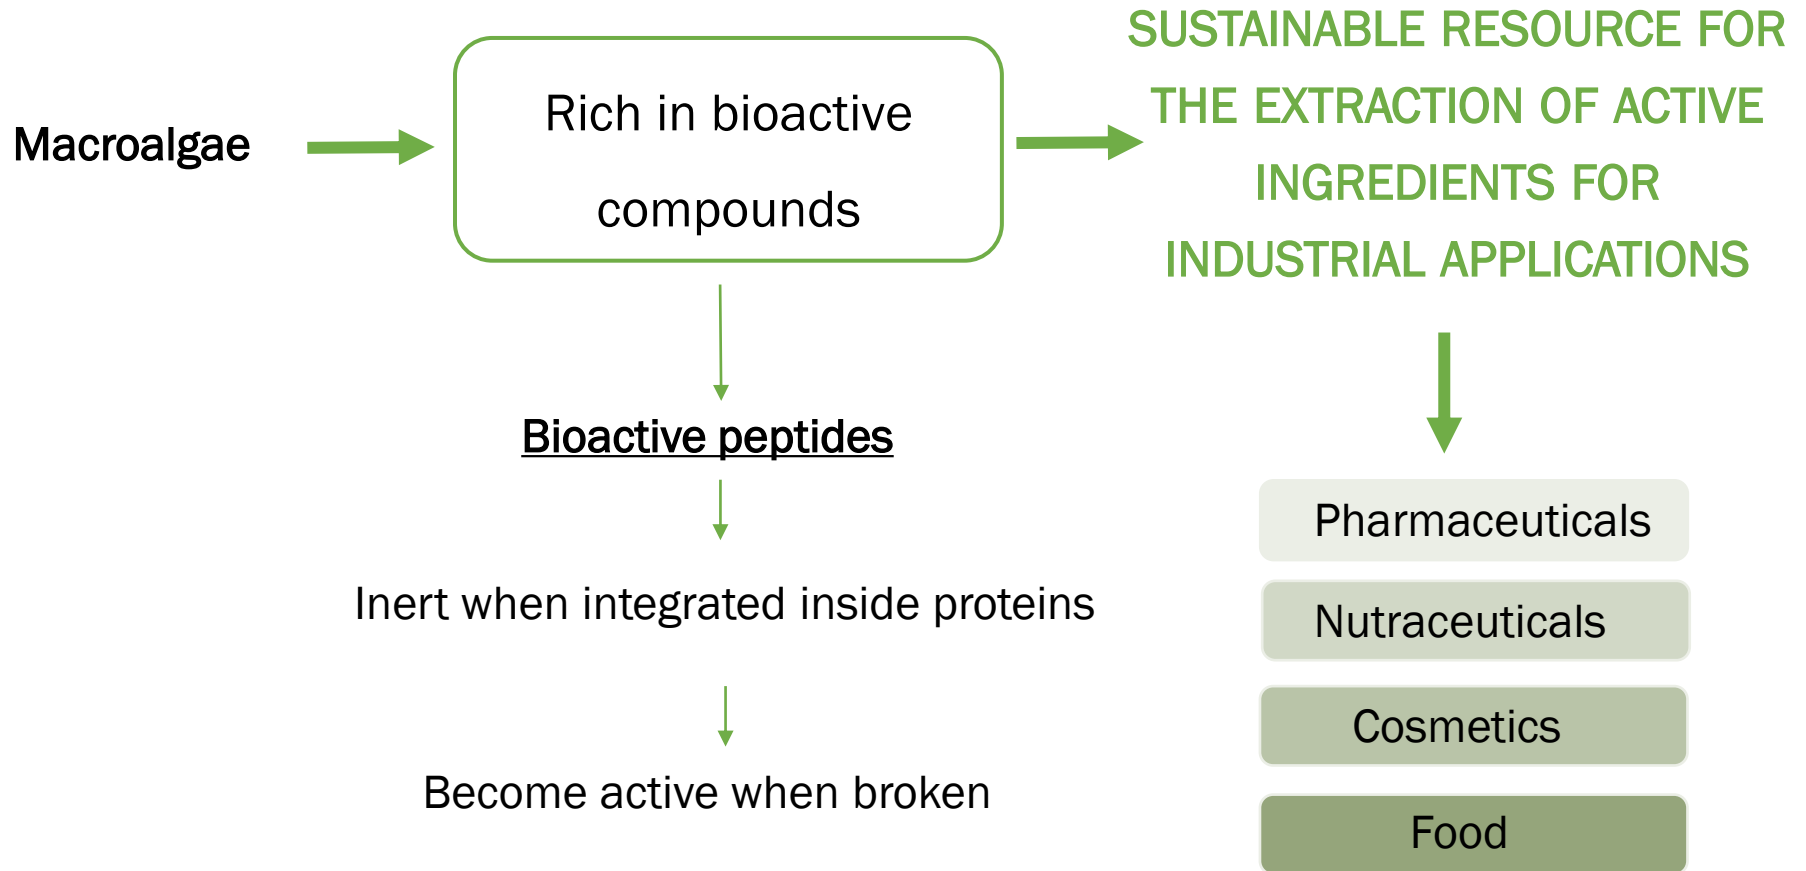 Macroalgae
Rich in bioactive
compounds
SUSTAINABLE RESOURCE FOR
THE EXTRACTION OF ACTIVE
INGREDIENTS FOR
INDUSTRIAL APPLICATIONS
Bioactive peptides
Inert when integrated inside proteins
Become active when broken
Pharmaceuticals
Nutraceuticals
Cosmetics
Food